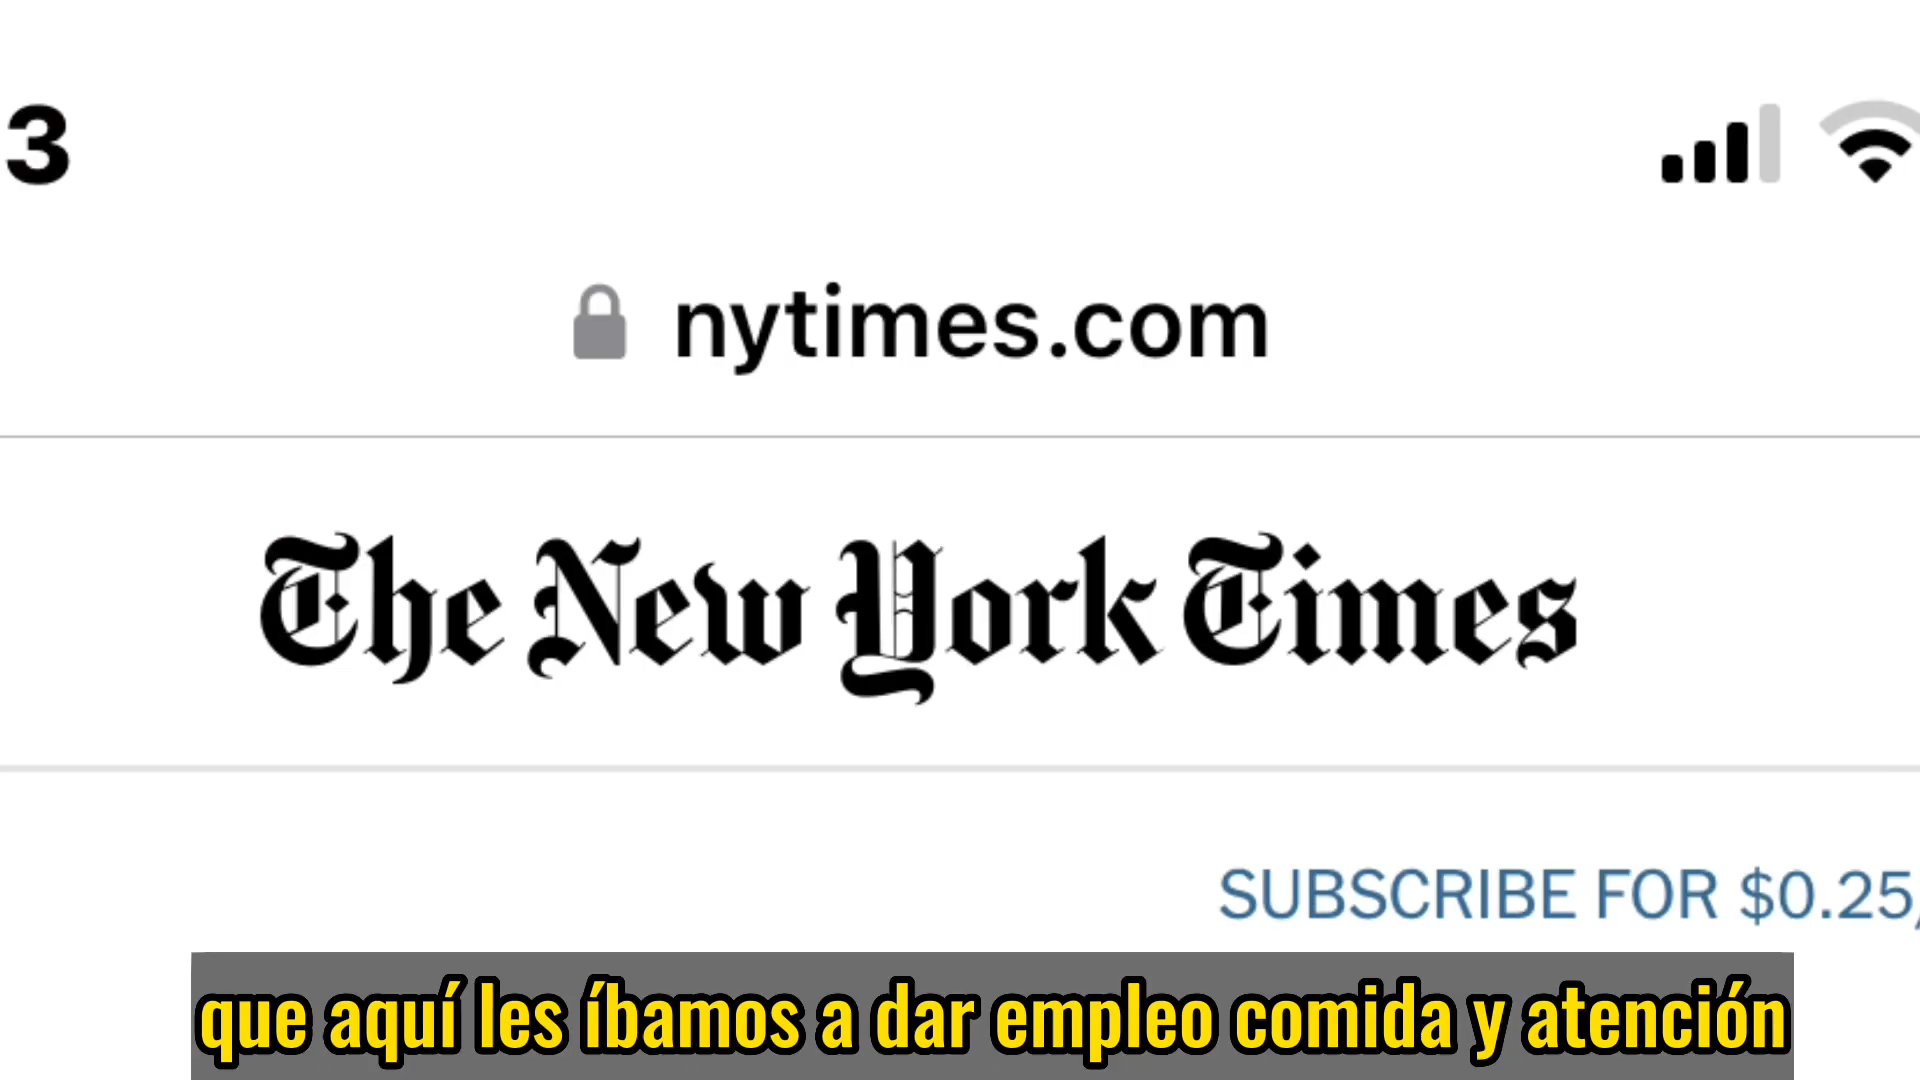 3
nytimes.com
The New York Times
SUBSCRIBE FOR $0.25/
que aquí les íbamos a dar empleo comida y atención